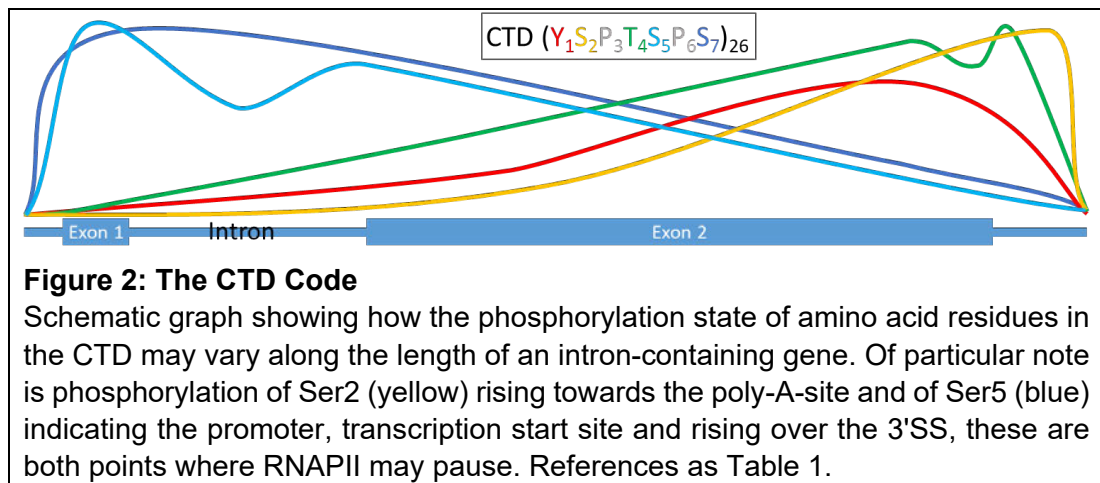 CTD (Y₁S₂P₃T₄S₅P₆S₇)₂₆
Exon 1 Intron Exon 2
Figure 2: The CTD Code
Schematic graph showing how the phosphorylation state of amino acid residues in
the CTD may vary along the length of an intron-containing gene. Of particular note
is phosphorylation of Ser2 (yellow) rising towards the poly-A-site and of Ser5 (blue)
indicating the promoter, transcription start site and rising over the 3'SS, these are
both points where RNAPII may pause. References as Table 1.